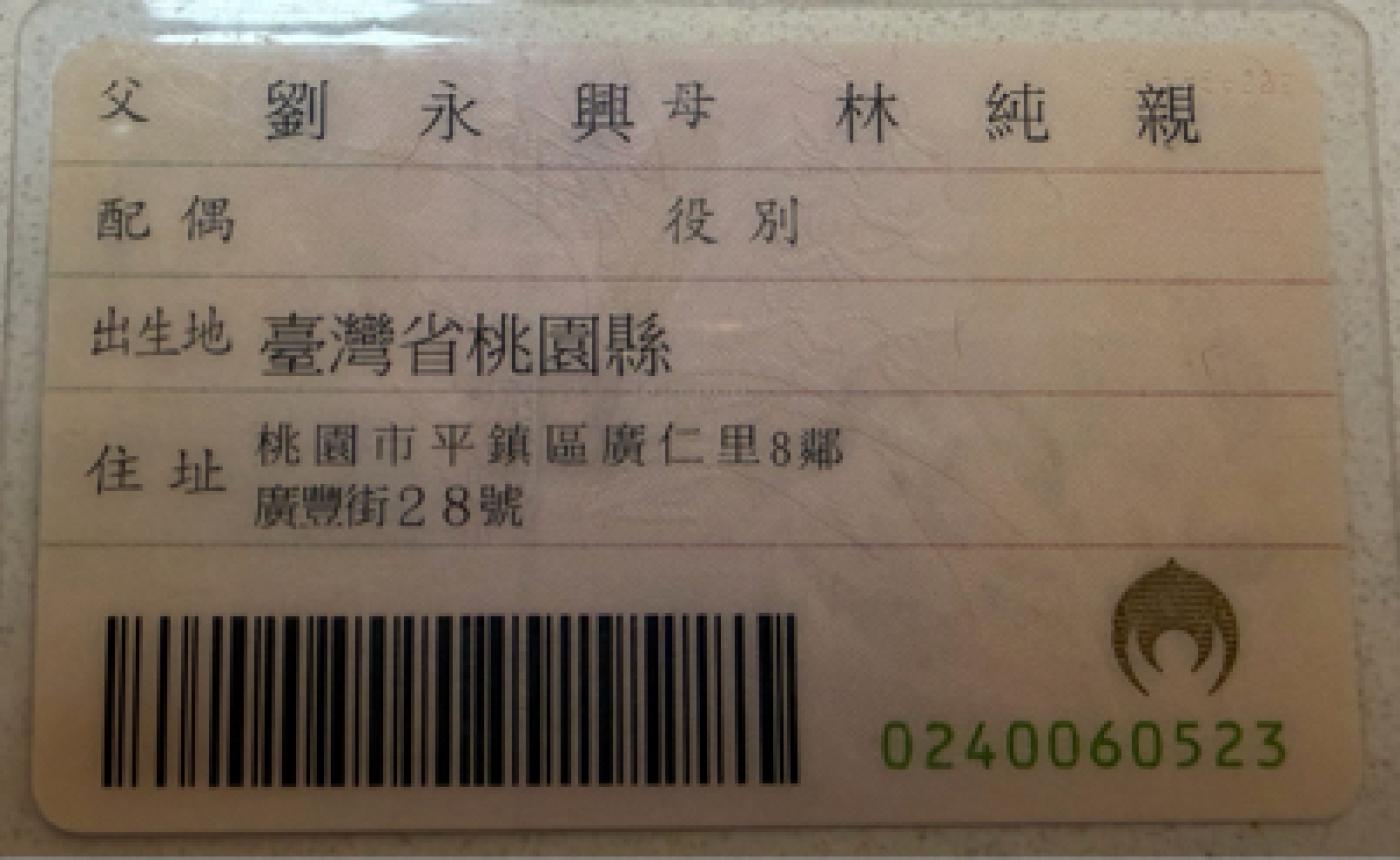 父 劉永興 母 林純親
配偶 役別
出生地 臺灣省桃園縣
住址 桃園市平鎮區廣仁里8鄰
廣豐街28號
0240060523